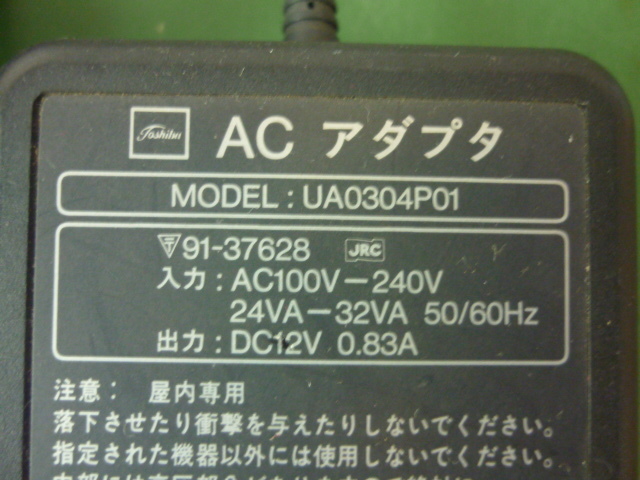 Toshiba
AC アダプタ
MODEL : UA0304P01
〒91-37628 JRC
入力 : AC100V－240V
24VA－32VA 50/60Hz
出力 : DC12V 0.83A
注意： 屋内専用
落下させたり衝撃を与えたりしないでください。
指定された機器以外には使用しないでください。